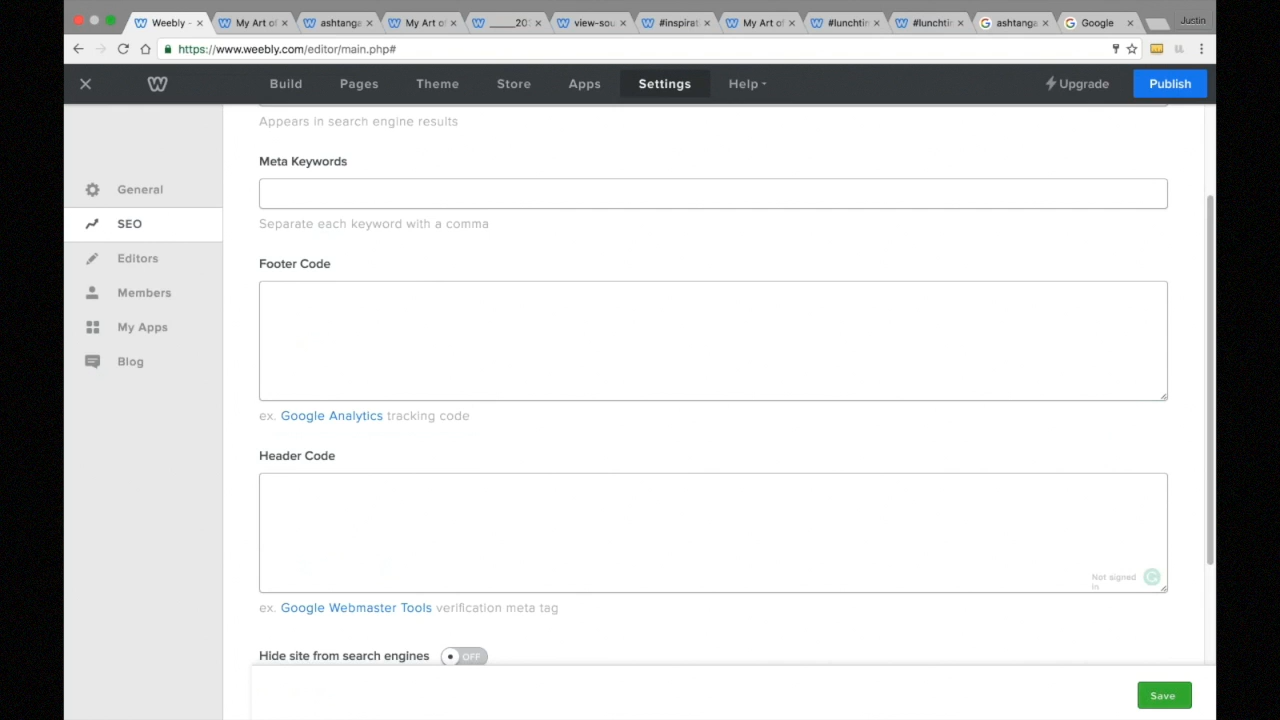 Weebly -
My Art of
ashtanga
My Art of
view-sou
#inspirat
My Art of
#lunchtin
#lunchtin
ashtanga
Google
Justin
https://www.weebly.com/editor/main.php#
Build
Pages
Theme
Store
Apps
Settings
Help
Upgrade
Publish
Appears in search engine results
Meta Keywords
General
SEO
Separate each keyword with a comma
Editors
Footer Code
Members
My Apps
Blog
ex. Google Analytics tracking code
Header Code
Not signed
in
ex. Google Webmaster Tools verification meta tag
Hide site from search engines
OFF
Save